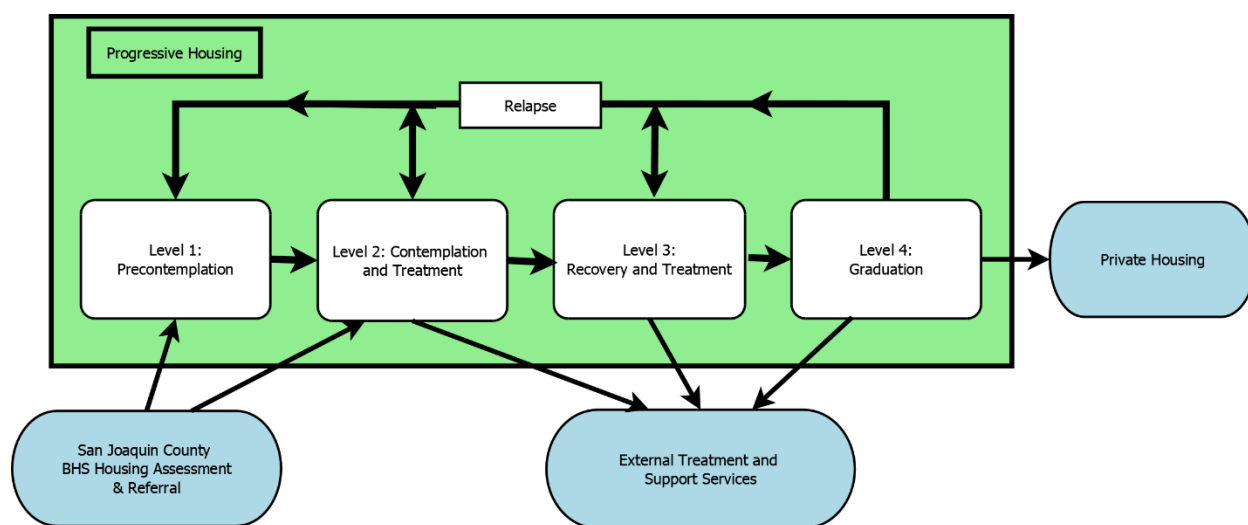 Progressive Housing
Relapse
Level 1:
Precontemplation
Level 2: Contemplation
and Treatment
Level 3:
Recovery and Treatment
Level 4:
Graduation
Private Housing
San Joaquin County
BHS Housing Assessment
& Referral
External Treatment and
Support Services